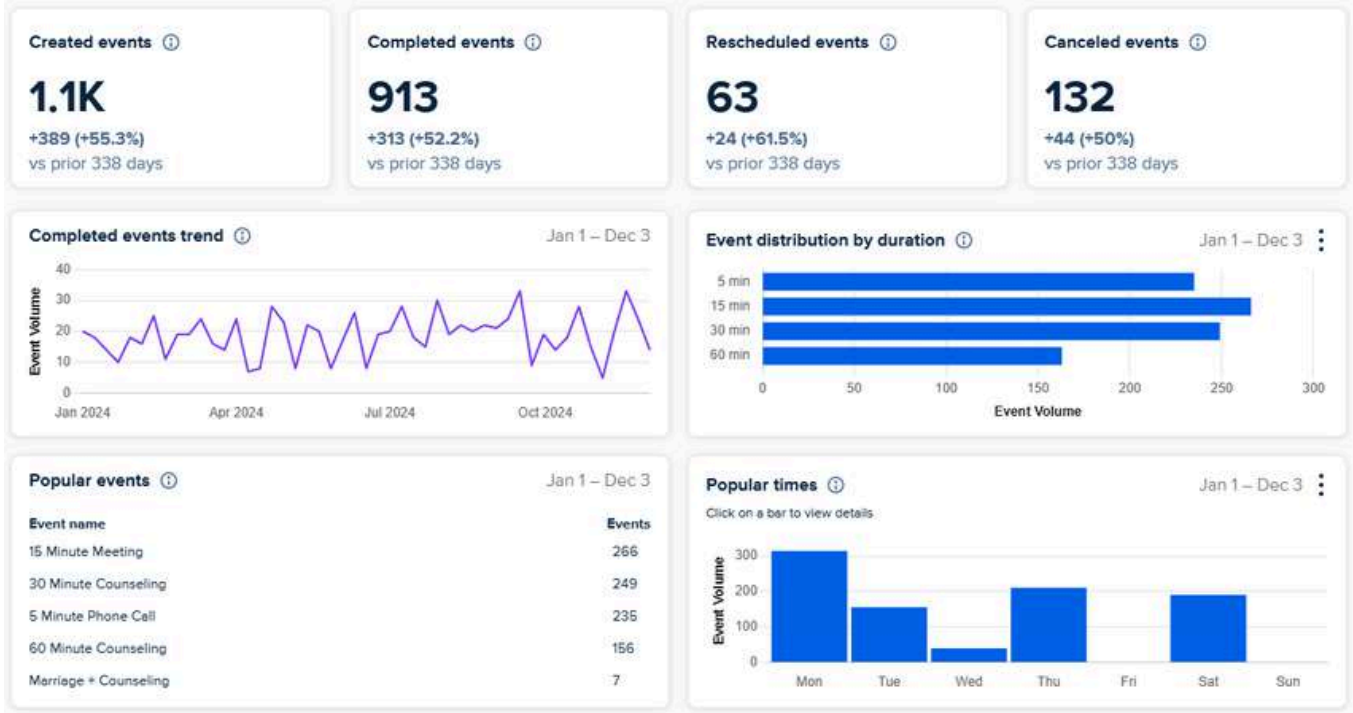 Created events
1.1K
+389 (+55.3%)
vs prior 338 days
Completed events
913
+313 (+52.2%)
vs prior 338 days
Rescheduled events
63
+24 (+61.5%)
vs prior 338 days
Canceled events
132
+44 (+50%)
vs prior 338 days
Completed events trend
Jan 1 – Dec 3
Event Volume
40
30
20
10
0
Jan 2024
Apr 2024
Jul 2024
Oct 2024
Event distribution by duration
Jan 1 – Dec 3
5 min
15 min
30 min
60 min
0
50
100
150
200
250
300
Event Volume
Popular events
Jan 1 – Dec 3
Event name Events
15 Minute Meeting 266
30 Minute Counseling 249
5 Minute Phone Call 235
60 Minute Counseling 156
Marriage + Counseling 7
Popular times
Jan 1 – Dec 3
Click on a bar to view details
Event Volume
300
200
100
0
Mon
Tue
Wed
Thu
Fri
Sat
Sun